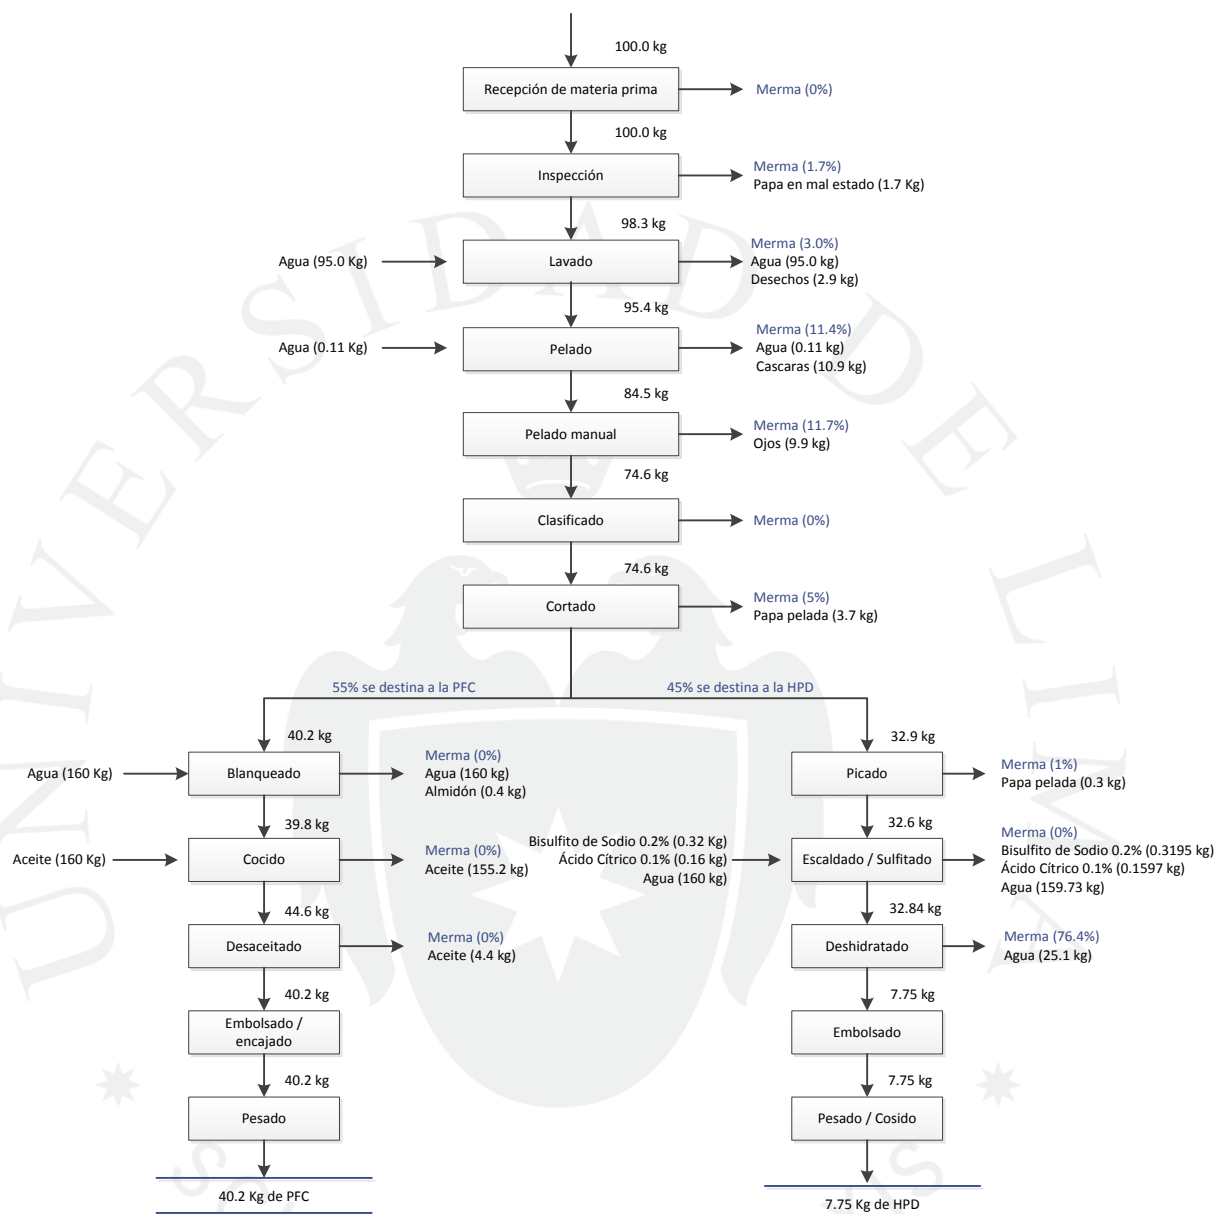 100.0 kg
Recepción de materia prima
Merma (0%)
100.0 kg
Inspección
Merma (1.7%)
Papa en mal estado (1.7 Kg)
98.3 kg
Agua (95.0 Kg)
Lavado
Merma (3.0%)
Agua (95.0 kg)
Desechos (2.9 kg)
95.4 kg
Agua (0.11 Kg)
Pelado
Merma (11.4%)
Agua (0.11 kg)
Cascaras (10.9 kg)
84.5 kg
Pelado manual
Merma (11.7%)
Ojos (9.9 kg)
74.6 kg
Clasificado
Merma (0%)
74.6 kg
Cortado
Merma (5%)
Papa pelada (3.7 kg)
55% se destina a la PFC
45% se destina a la HPD
40.2 kg
Agua (160 Kg)
Blanqueado
Merma (0%)
Agua (160 kg)
Almidón (0.4 kg)
39.8 kg
Aceite (160 Kg)
Cocido
Merma (0%)
Aceite (155.2 kg)
44.6 kg
Desaceitado
Merma (0%)
Aceite (4.4 kg)
40.2 kg
Embolsado /
encajado
40.2 kg
Pesado
40.2 Kg de PFC
32.9 kg
Picado
Merma (1%)
Papa pelada (0.3 kg)
32.6 kg
Bisulfito de Sodio 0.2% (0.32 Kg)
Ácido Cítrico 0.1% (0.16 kg)
Agua (160 kg)
Escaldado / Sulfitado
Merma (0%)
Bisulfito de Sodio 0.2% (0.3195 kg)
Ácido Cítrico 0.1% (0.1597 kg)
Agua (159.73 kg)
32.84 kg
Deshidratado
Merma (76.4%)
Agua (25.1 kg)
7.75 kg
Embolsado
7.75 kg
Pesado / Cosido
7.75 Kg de HPD
UNIVERSIDAD DE LIMA